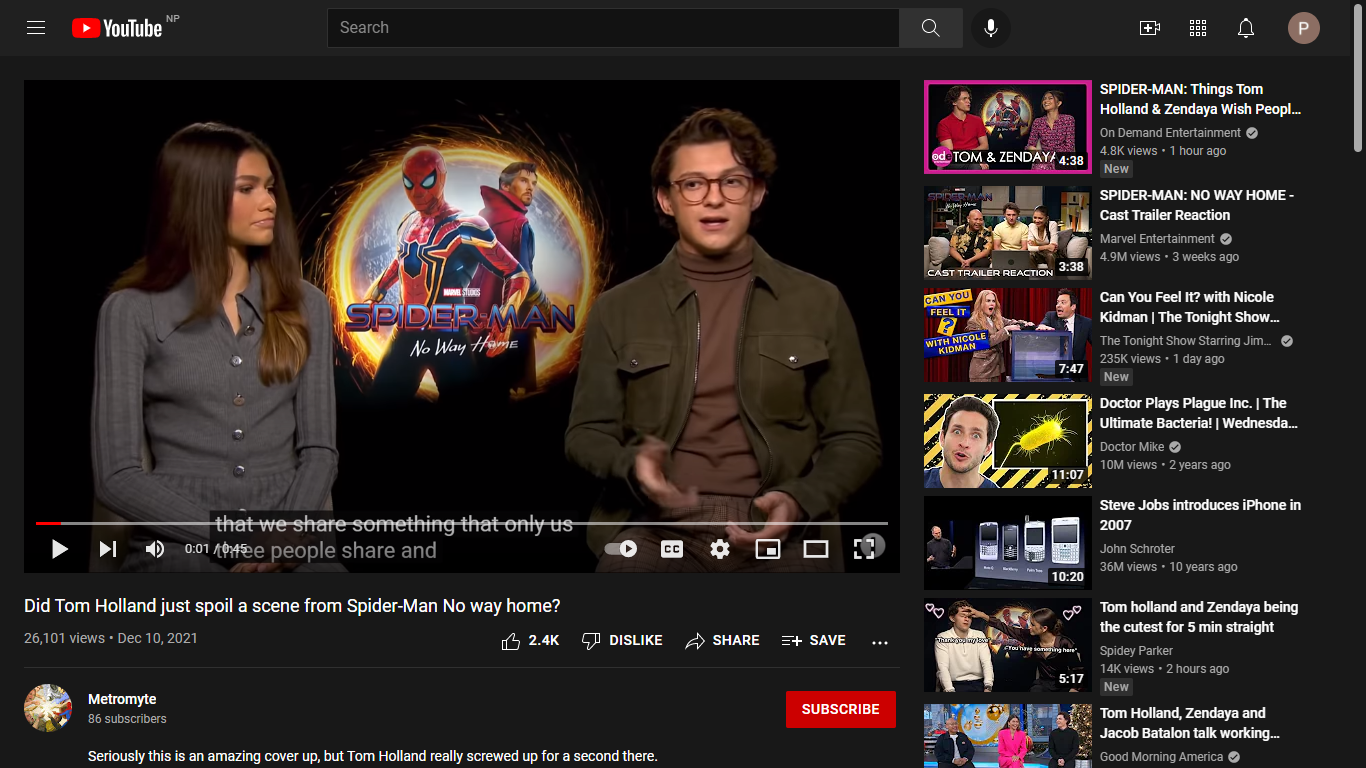 YouTube NP
Search
P
MARVEL STUDIOS
SPIDER-MAN
No Way Home
that we share something that only us
three people share and
0:01 / 0:45
CC
Did Tom Holland just spoil a scene from Spider-Man No way home?
26,101 views • Dec 10, 2021
2.4K
DISLIKE
SHARE
SAVE
Metromyte
86 subscribers
SUBSCRIBE
Seriously this is an amazing cover up, but Tom Holland really screwed up for a second there.
od TOM & ZENDAYA
4:38
SPIDER-MAN: Things Tom
Holland & Zendaya Wish Peopl...
On Demand Entertainment
4.8K views • 1 hour ago
New
SPIDER-MAN
No Way Home
CAST TRAILER REACTION
3:38
SPIDER-MAN: NO WAY HOME -
Cast Trailer Reaction
Marvel Entertainment
4.9M views • 3 weeks ago
CAN YOU
FEEL IT
?
WITH NICOLE
KIDMAN
7:47
Can You Feel It? with Nicole
Kidman | The Tonight Show...
The Tonight Show Starring Jim...
235K views • 1 day ago
New
11:07
Doctor Plays Plague Inc. | The
Ultimate Bacteria! | Wednesda...
Doctor Mike
10M views • 2 years ago
10:20
Steve Jobs introduces iPhone in
2007
John Schroter
36M views • 10 years ago
"Thank you my love"
"You have something here"
5:17
Tom holland and Zendaya being
the cutest for 5 min straight
Spidey Parker
14K views • 2 hours ago
New
Tom Holland, Zendaya and
Jacob Batalon talk working...
Good Morning America